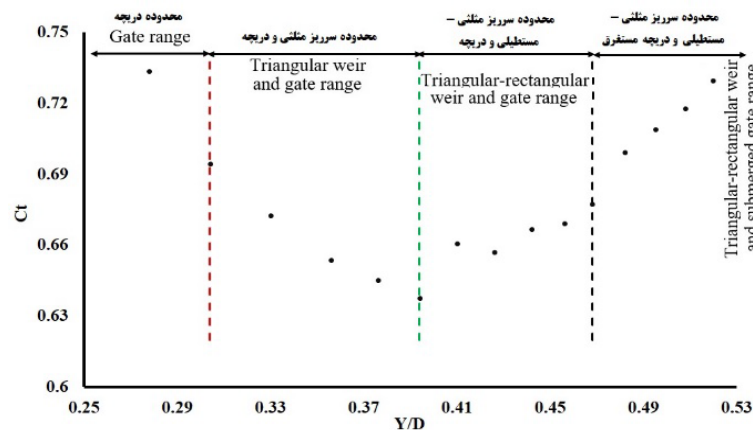 محدوده دریچه
Gate range
محدوده سرریز مثلثی و دریچه
Triangular weir
and gate range
محدوده سرریز مثلثی –
مستطیلی و دریچه
Triangular-rectangular
weir and gate range
محدوده سرریز مثلثی –
مستطیلی و دریچه مستغرق
Triangular-rectangular weir
and submerged gate range
0.75
0.72
0.69
0.66
0.63
0.6
Ct
0.25 0.29 0.33 0.37 0.41 0.45 0.49 0.53
Y/D